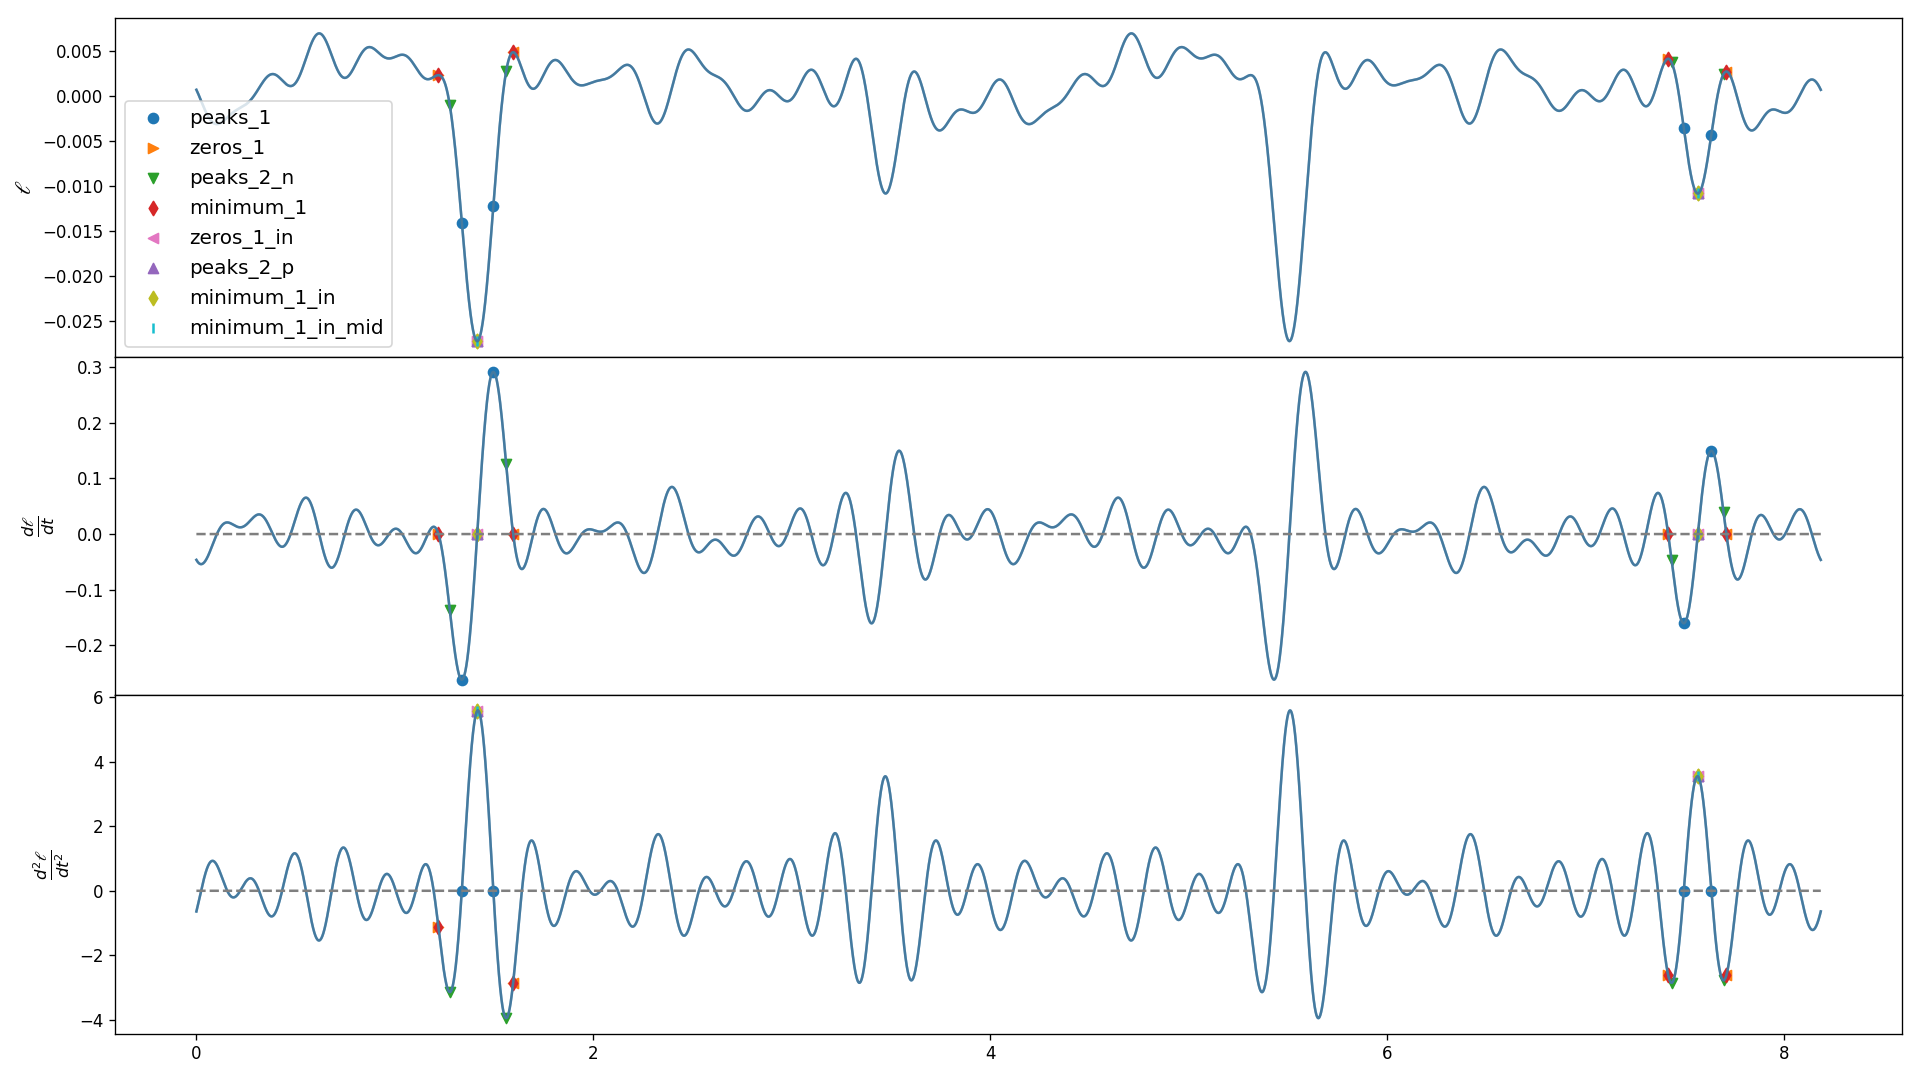 0.005
0.000
−0.005
−0.010
−0.015
−0.020
−0.025
ℓ
peaks_1
zeros_1
peaks_2_n
minimum_1
zeros_1_in
peaks_2_p
minimum_1_in
minimum_1_in_mid
0.3
0.2
0.1
0.0
−0.1
−0.2
dℓ
dt
6
4
2
0
−2
−4
d²ℓ
dt²
0 2 4 6 8